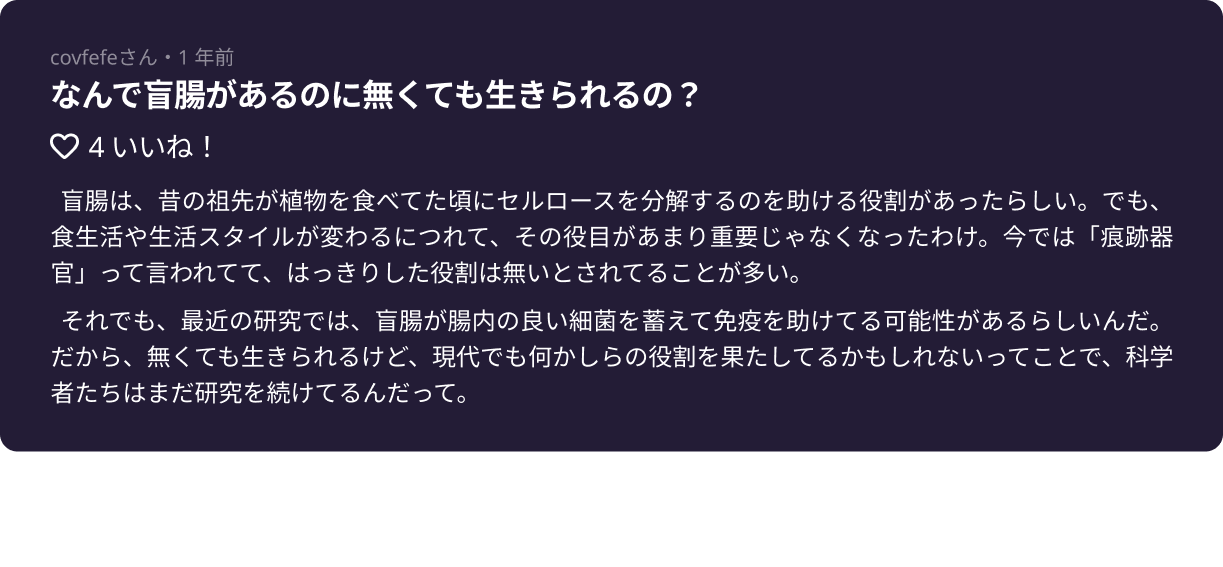 covfefeさん・1 年前
なんで盲腸があるのに無くても生きられるの？
4 いいね！
盲腸は、昔の祖先が植物を食べてた頃にセルロースを分解するのを助ける役割があったらしい。でも、
食生活や生活スタイルが変わるにつれて、その役目があまり重要じゃなくなったわけ。今では「痕跡器
官」って言われてて、はっきりした役割は無いとされてることが多い。
それでも、最近の研究では、盲腸が腸内の良い細菌を蓄えて免疫を助けてる可能性があるらしいんだ。
だから、無くても生きられるけど、現代でも何かしらの役割を果たしてるかもしれないってことで、科学
者たちはまだ研究を続けてるんだって。